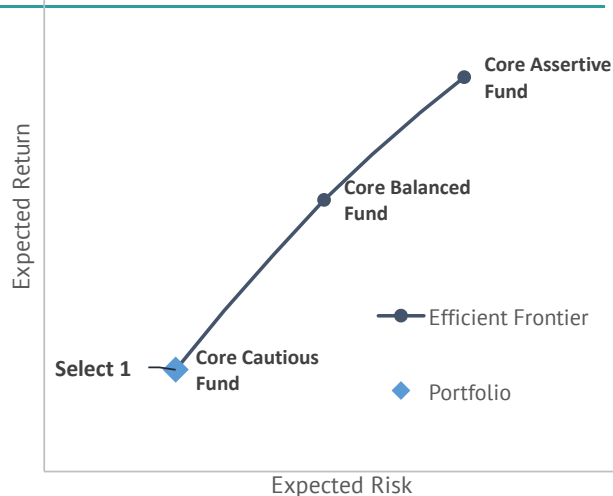 Core Assertive
Fund
Core Balanced
Fund
Expected Return
Efficient Frontier
Select 1
Core Cautious
Fund
Portfolio
Expected Risk